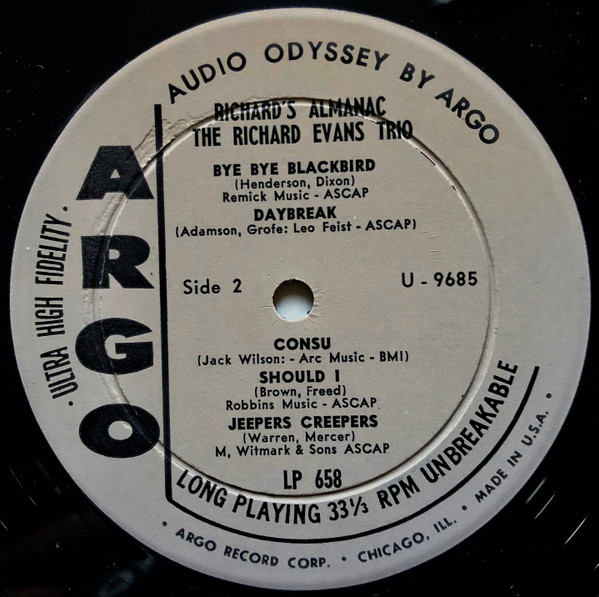 AUDIO ODYSSEY BY ARGO
RICHARD'S ALMANAC
THE RICHARD EVANS TRIO
BYE BYE BLACKBIRD
(Henderson, Dixon)
Remick Music - ASCAP
DAYBREAK
(Adamson, Grofe: Leo Feist - ASCAP)
ARGO
· ULTRA HIGH FIDELITY ·
Side 2
U - 9685
CONSU
(Jack Wilson: - Arc Music - BMI)
SHOULD I
(Brown, Freed)
Robbins Music - ASCAP
JEEPERS CREEPERS
(Warren, Mercer)
M, Witmark & Sons ASCAP
LP 658
LONG PLAYING 33⅓ RPM UNBREAKABLE
· ARGO RECORD CORP. · CHICAGO, ILL. · MADE IN U.S.A. ·